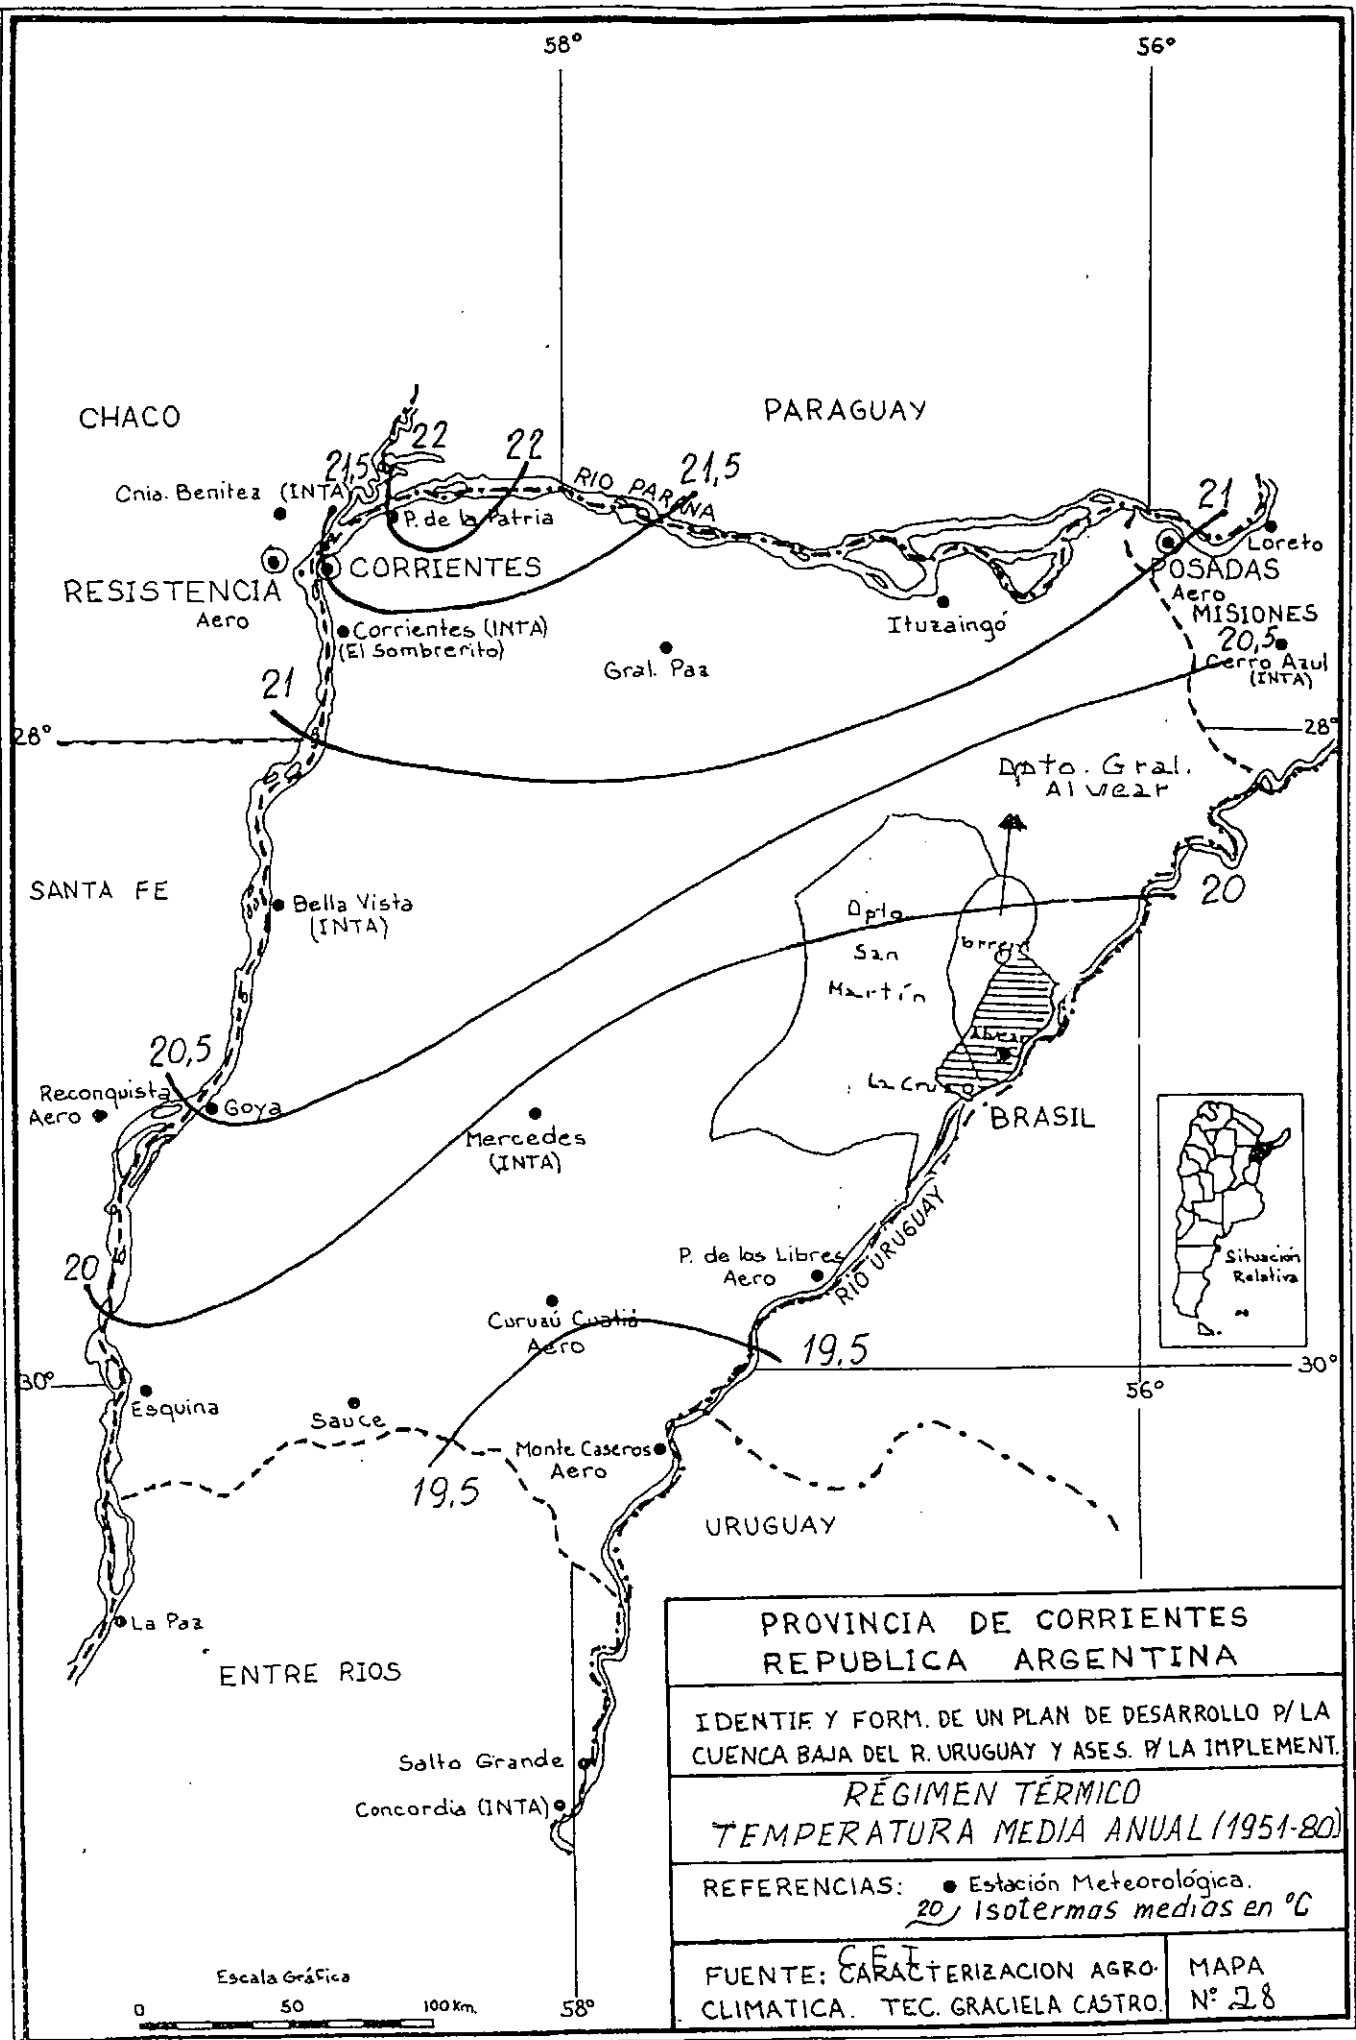 58°
56°
CHACO
PARAGUAY
22
22
21,5
21,5
RIO PARANA
Cnia. Benitez (INTA)
P. de la Patria
21
Loreto
CORRIENTES
POSADAS
Aero
RESISTENCIA
Aero
MISIONES
Ituzaingó
Corrientes (INTA)
(El Sombrerito)
20,5
Cerro Azul
(INTA)
Gral. Paz
21
28°
28°
Dpto. Gral.
Alvear
SANTA FE
20
Bella Vista
(INTA)
Dpto
San
Martín
20,5
Reconquista
Aero
Goya
La Cruz
BRASIL
Mercedes
(INTA)
RIO URUGUAY
P. de los Libres
Aero
Situación
Relativa
20
Curuzú Cuatiá
Aero
19,5
30°
30°
56°
Esquina
Sauce
Monte Caseros
Aero
19,5
URUGUAY
La Paz
ENTRE RIOS
Salto Grande
Concordia (INTA)
58°
Escala Gráfica
0 50 100 Km.
PROVINCIA DE CORRIENTES
REPUBLICA ARGENTINA
IDENTIF. Y FORM. DE UN PLAN DE DESARROLLO P/ LA
CUENCA BAJA DEL R. URUGUAY Y ASES. P/ LA IMPLEMENT.
RÉGIMEN TÉRMICO
TEMPERATURA MEDIA ANUAL (1951-80)
REFERENCIAS: Estación Meteorológica.
20 Isotermas medias en °C
C.E.I.
FUENTE: CARACTERIZACION AGRO-
CLIMATICA. TEC. GRACIELA CASTRO.
MAPA
N° 28